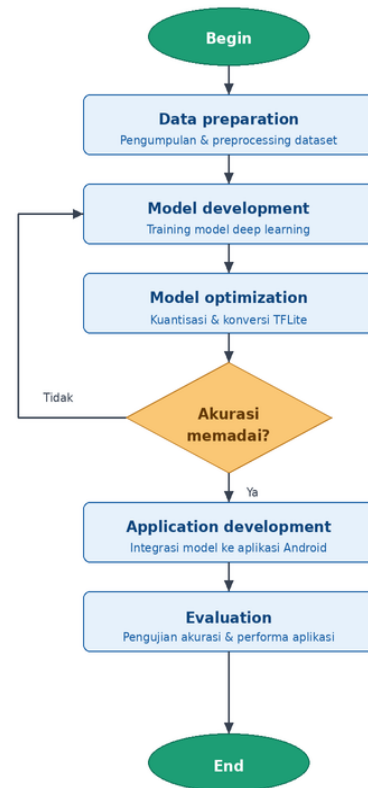 Begin
Data preparation
Pengumpulan & preprocessing dataset
Model development
Training model deep learning
Model optimization
Kuantisasi & konversi TFLite
Akurasi
memadai?
Tidak
Ya
Application development
Integrasi model ke aplikasi Android
Evaluation
Pengujian akurasi & performa aplikasi
End